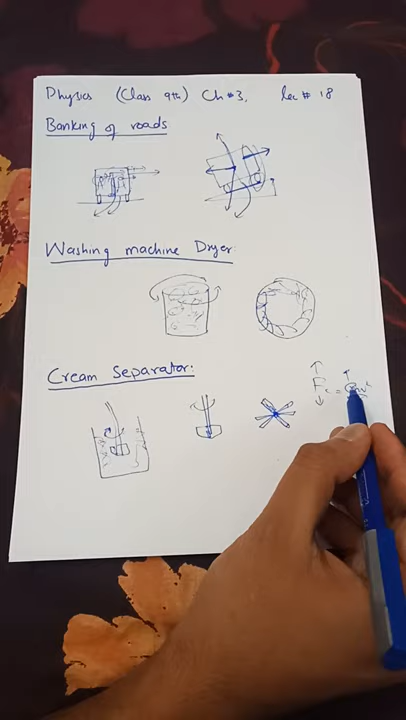 Physics (Class 9th) Ch # 3, lec # 18
Banking of roads
Washing machine Dryer
Cream Separator: